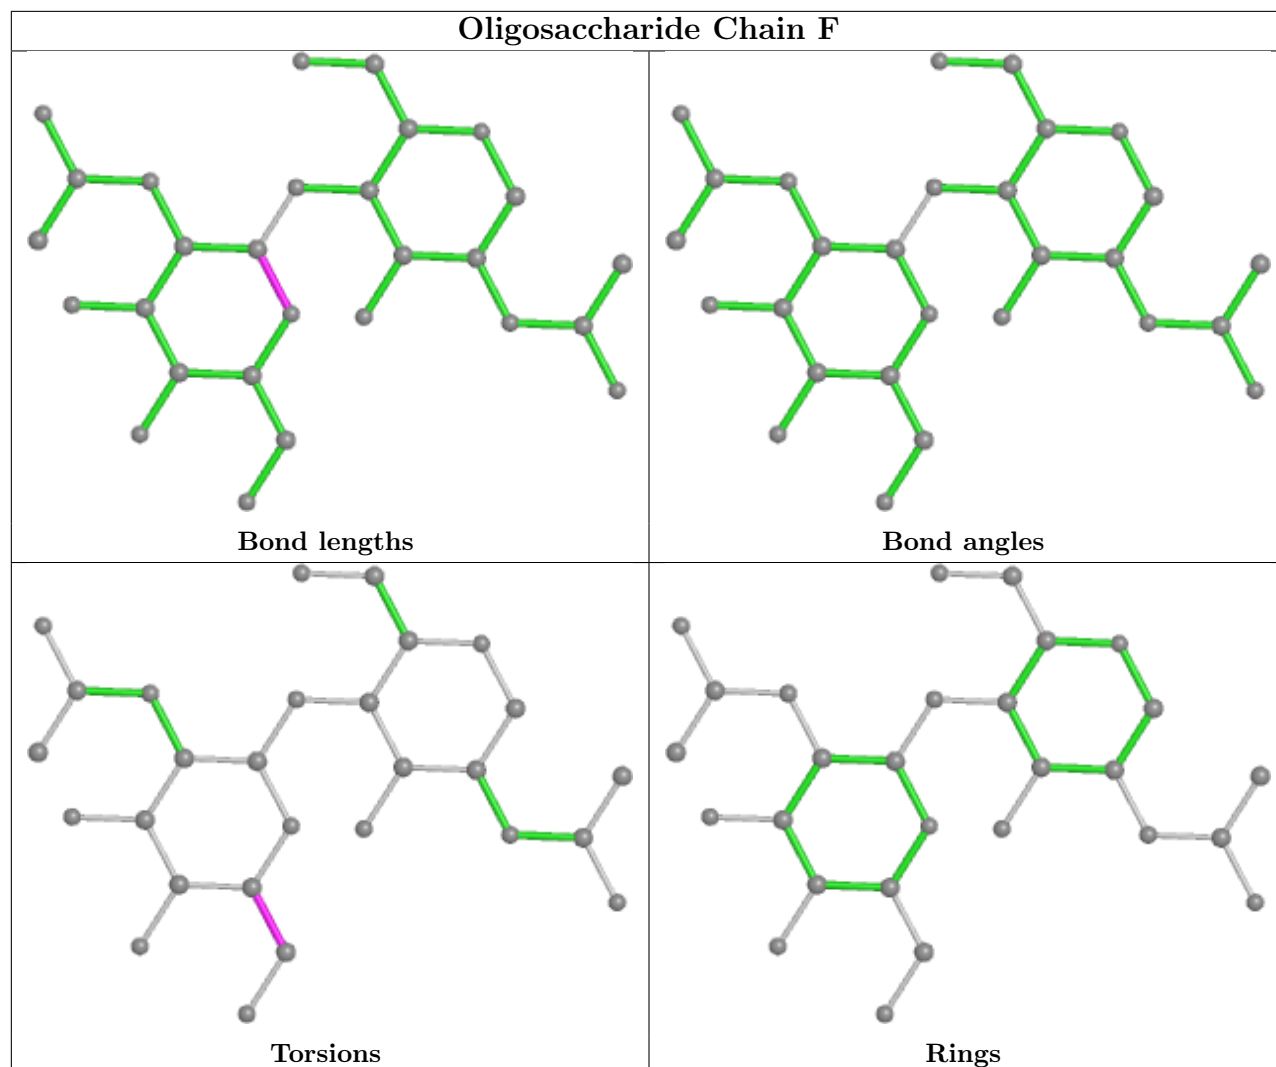 Oligosaccharide Chain F
Bond lengths
Bond angles
Torsions
Rings